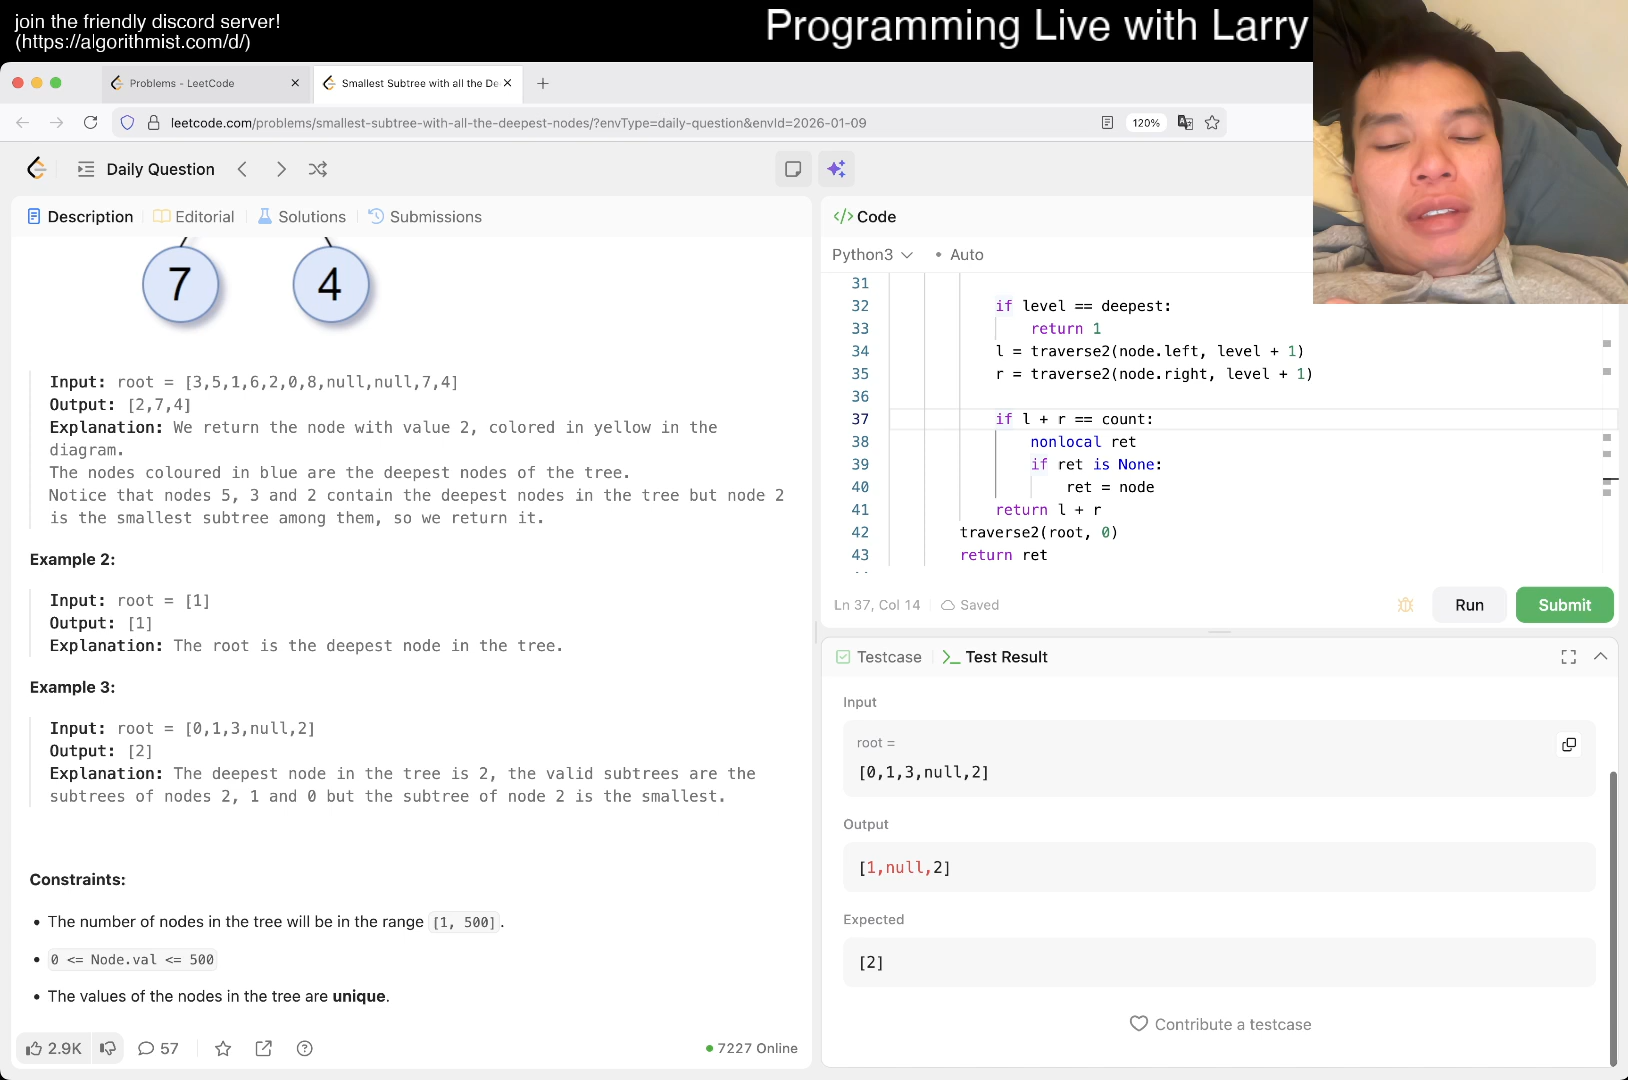 join the friendly discord server!
(https://algorithmist.com/d/)
Programming Live with Larry
Problems - LeetCode
Smallest Subtree with all the De
leetcode.com/problems/smallest-subtree-with-all-the-deepest-nodes/?envType=daily-question&envId=2026-01-09
120%
Daily Question
Description
Editorial
Solutions
Submissions
7
4
Input: root = [3,5,1,6,2,0,8,null,null,7,4]
Output: [2,7,4]
Explanation: We return the node with value 2, colored in yellow in the
diagram.
The nodes coloured in blue are the deepest nodes of the tree.
Notice that nodes 5, 3 and 2 contain the deepest nodes in the tree but node 2
is the smallest subtree among them, so we return it.
Example 2:
Input: root = [1]
Output: [1]
Explanation: The root is the deepest node in the tree.
Example 3:
Input: root = [0,1,3,null,2]
Output: [2]
Explanation: The deepest node in the tree is 2, the valid subtrees are the
subtrees of nodes 2, 1 and 0 but the subtree of node 2 is the smallest.
Constraints:
• The number of nodes in the tree will be in the range [1, 500].
• 0 <= Node.val <= 500
• The values of the nodes in the tree are unique.
2.9K
57
7227 Online
</> Code
Python3
• Auto
31
32 if level == deepest:
33 return 1
34 l = traverse2(node.left, level + 1)
35 r = traverse2(node.right, level + 1)
36
37 if l + r == count:
38 nonlocal ret
39 if ret is None:
40 ret = node
41 return l + r
42 traverse2(root, 0)
43 return ret
Ln 37, Col 14
Saved
Run
Submit
Testcase
Test Result
Input
root =
[0,1,3,null,2]
Output
[1,null,2]
Expected
[2]
Contribute a testcase